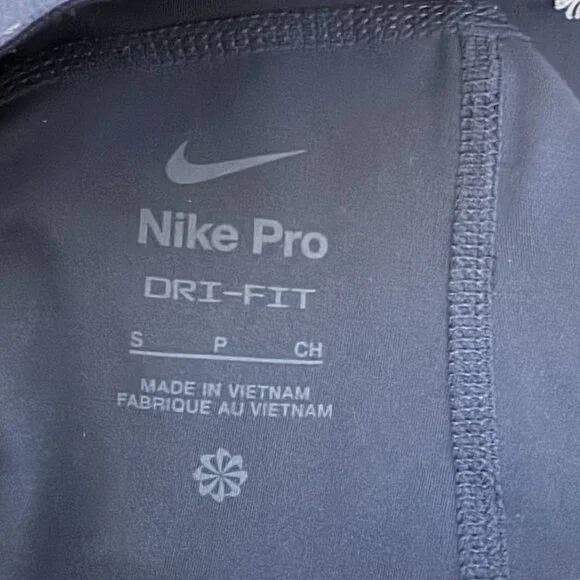 Nike Pro
DRI-FIT
S P CH
MADE IN VIETNAM
FABRIQUE AU VIETNAM